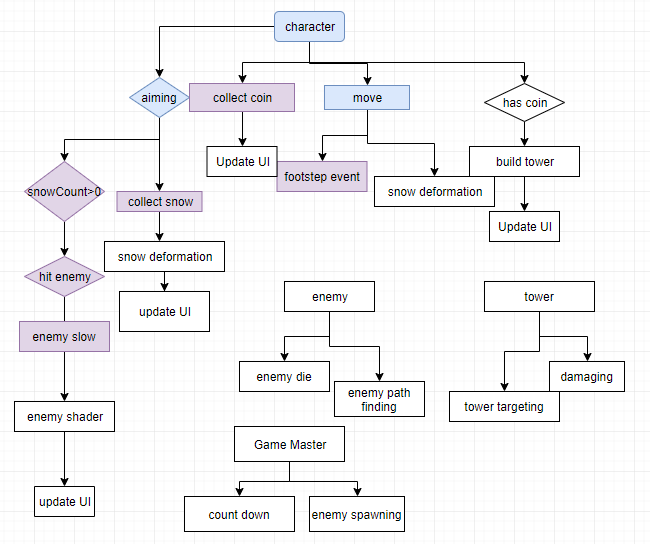 character
aiming
collect coin
move
has coin
Update UI
build tower
footstep event
snowCount>0
collect snow
snow deformation
Update UI
snow deformation
hit enemy
update UI
enemy
tower
enemy slow
enemy die
enemy path
finding
damaging
tower targeting
enemy shader
Game Master
update UI
count down
enemy spawning